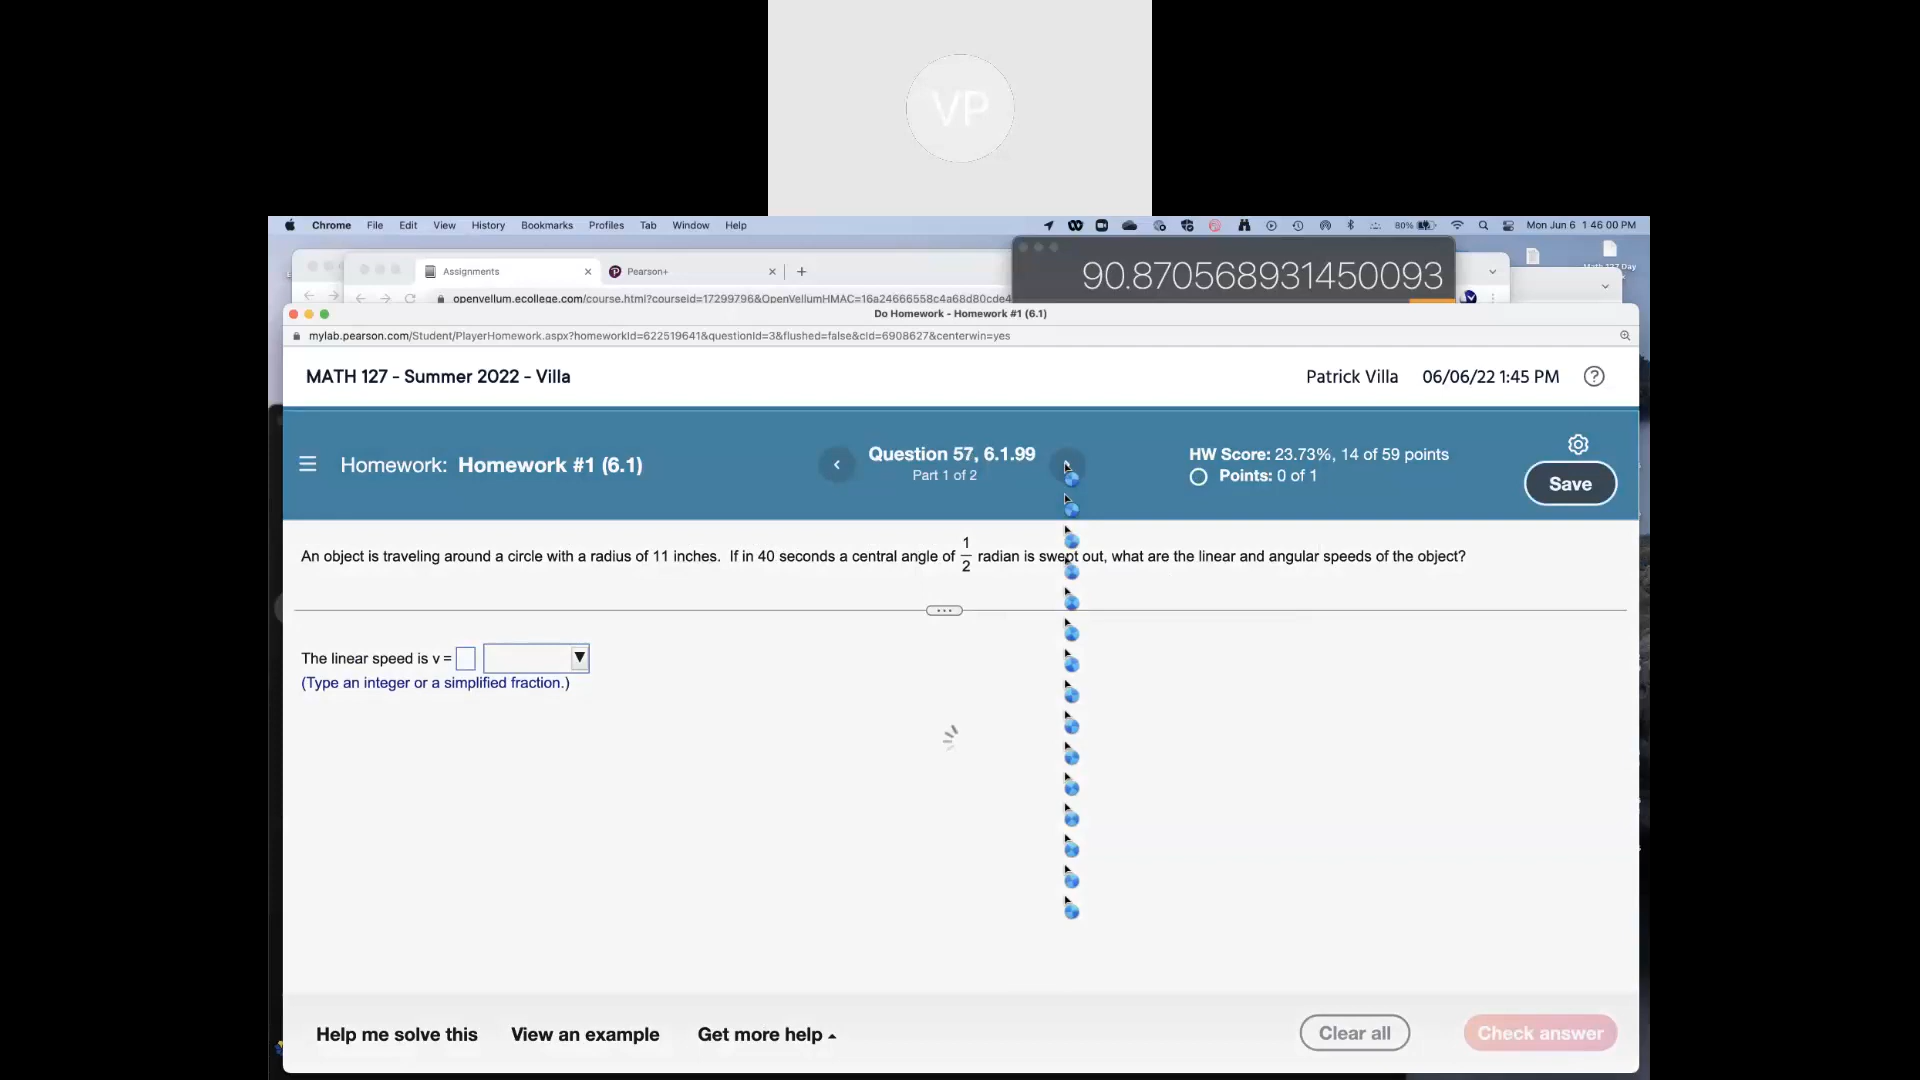 VP
Chrome File Edit View History Bookmarks Profiles Tab Window Help 80% Mon Jun 6 1:46:00 PM
Assignments Pearson+
90.870568931450093
openvellum.ecollege.com/course.html?courseId=17299796&OpenVellumHMAC=16a24666558c4a68d80cde4
Do Homework - Homework #1 (6.1)
mylab.pearson.com/Student/PlayerHomework.aspx?homeworkId=622519641&questionId=3&flushed=false&cId=6908627&centerwin=yes
MATH 127 - Summer 2022 - Villa Patrick Villa 06/06/22 1:45 PM ?
Homework: Homework #1 (6.1)
Question 57, 6.1.99
Part 1 of 2
HW Score: 23.73%, 14 of 59 points
Points: 0 of 1
Save
An object is traveling around a circle with a radius of 11 inches. If in 40 seconds a central angle of 1/2 radian is swept out, what are the linear and angular speeds of the object?
The linear speed is v =
(Type an integer or a simplified fraction.)
Help me solve this View an example Get more help Clear all Check answer